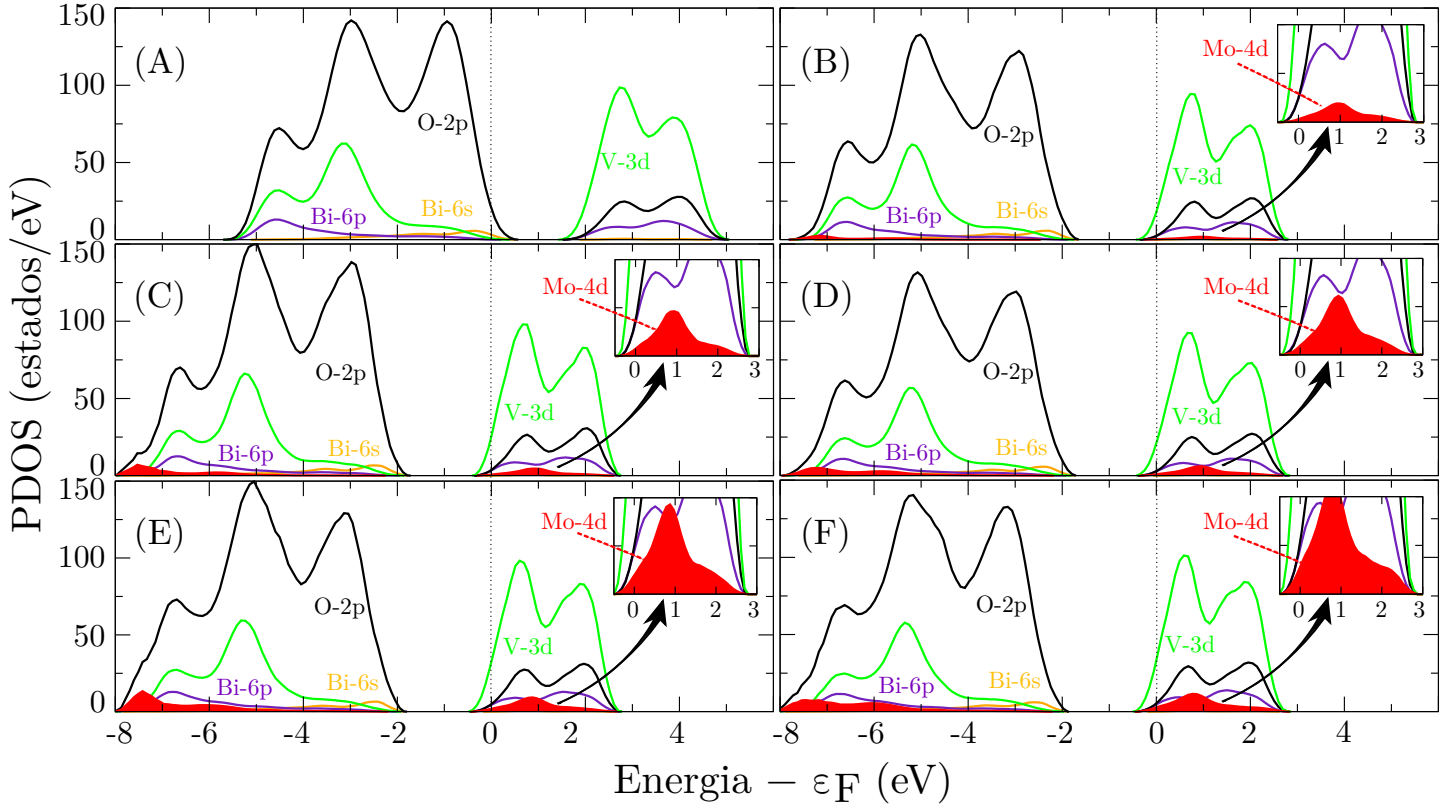 PDOS (estados/eV)
150
100
50
0
(A)
O-2p
V-3d
Bi-6p
Bi-6s
(B)
O-2p
V-3d
Bi-6p
Bi-6s
Mo-4d
0 1 2 3
150
100
50
0
(C)
O-2p
V-3d
Bi-6p
Bi-6s
Mo-4d
0 1 2 3
(D)
O-2p
V-3d
Bi-6p
Bi-6s
Mo-4d
0 1 2 3
150
100
50
0
(E)
O-2p
V-3d
Bi-6p
Bi-6s
Mo-4d
0 1 2 3
(F)
O-2p
V-3d
Bi-6p
Bi-6s
Mo-4d
0 1 2 3
-8 -6 -4 -2 0 2 4 -8 -6 -4 -2 0 2 4
Energia − εF (eV)